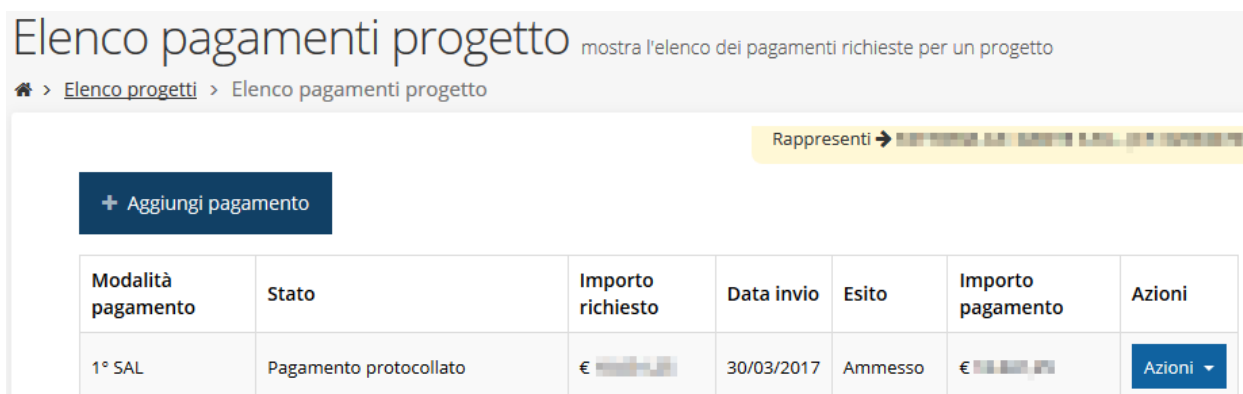 Elenco pagamenti progetto mostra l'elenco dei pagamenti richieste per un progetto
> Elenco progetti > Elenco pagamenti progetto
Rappresenti →
+ Aggiungi pagamento
Modalità pagamento Stato Importo richiesto Data invio Esito Importo pagamento Azioni
1° SAL Pagamento protocollato € 30/03/2017 Ammesso € Azioni